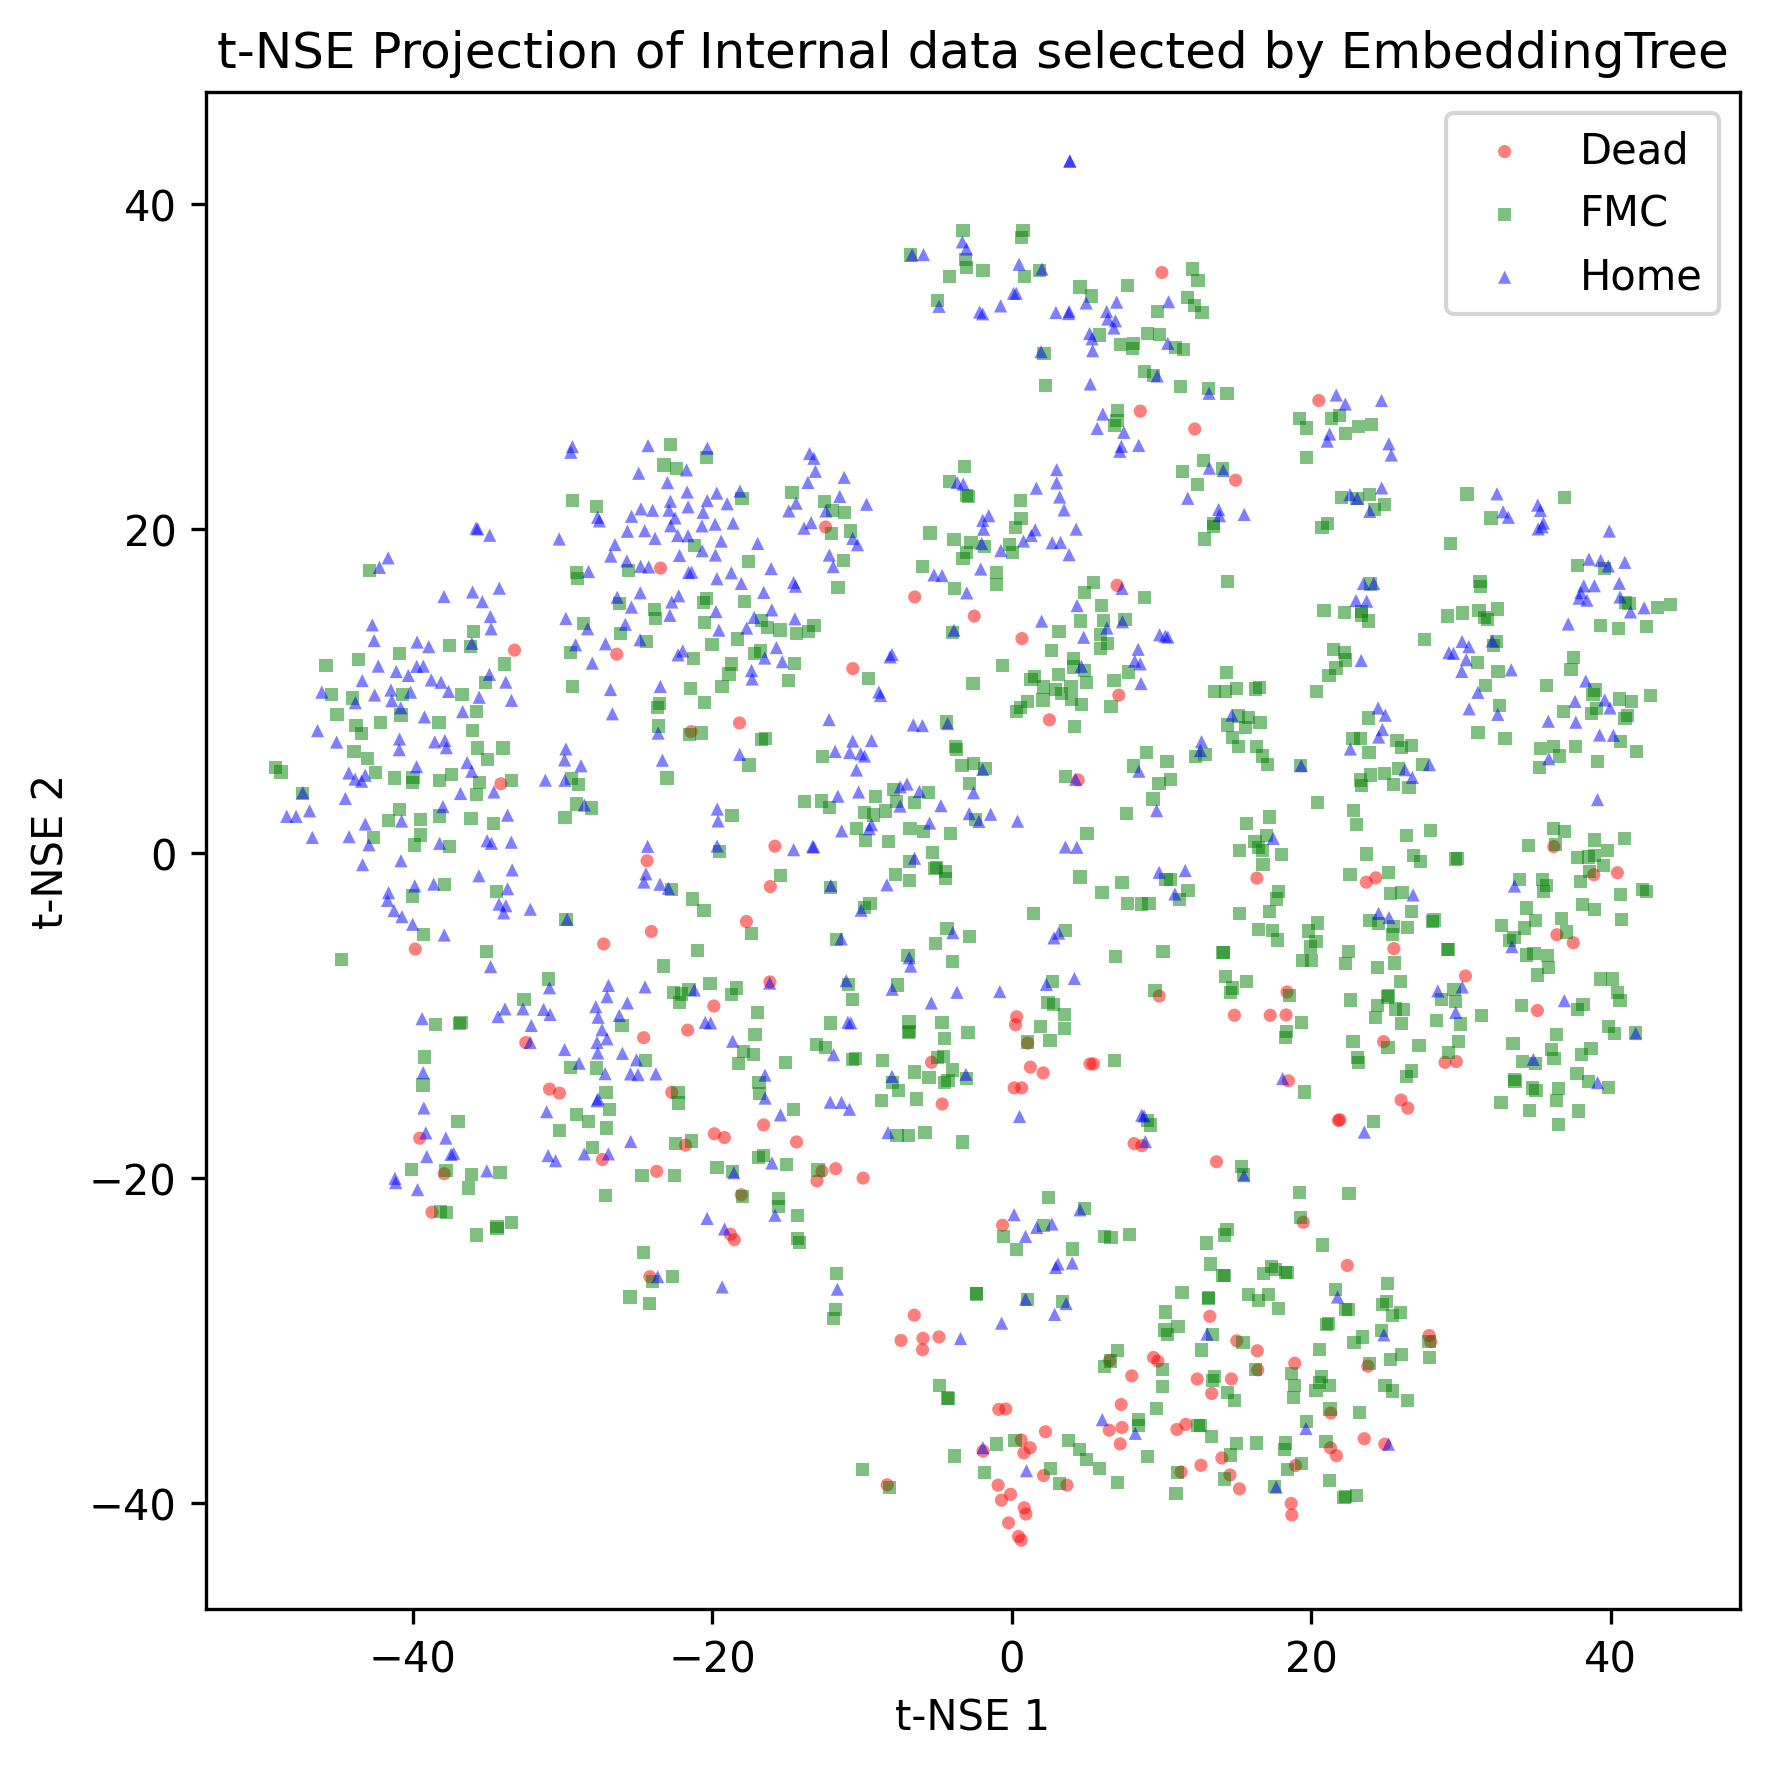 t-NSE Projection of Internal data selected by EmbeddingTree
Dead
FMC
Home
40
20
0
−20
−40
t-NSE 2
−40
−20
0
20
40
t-NSE 1